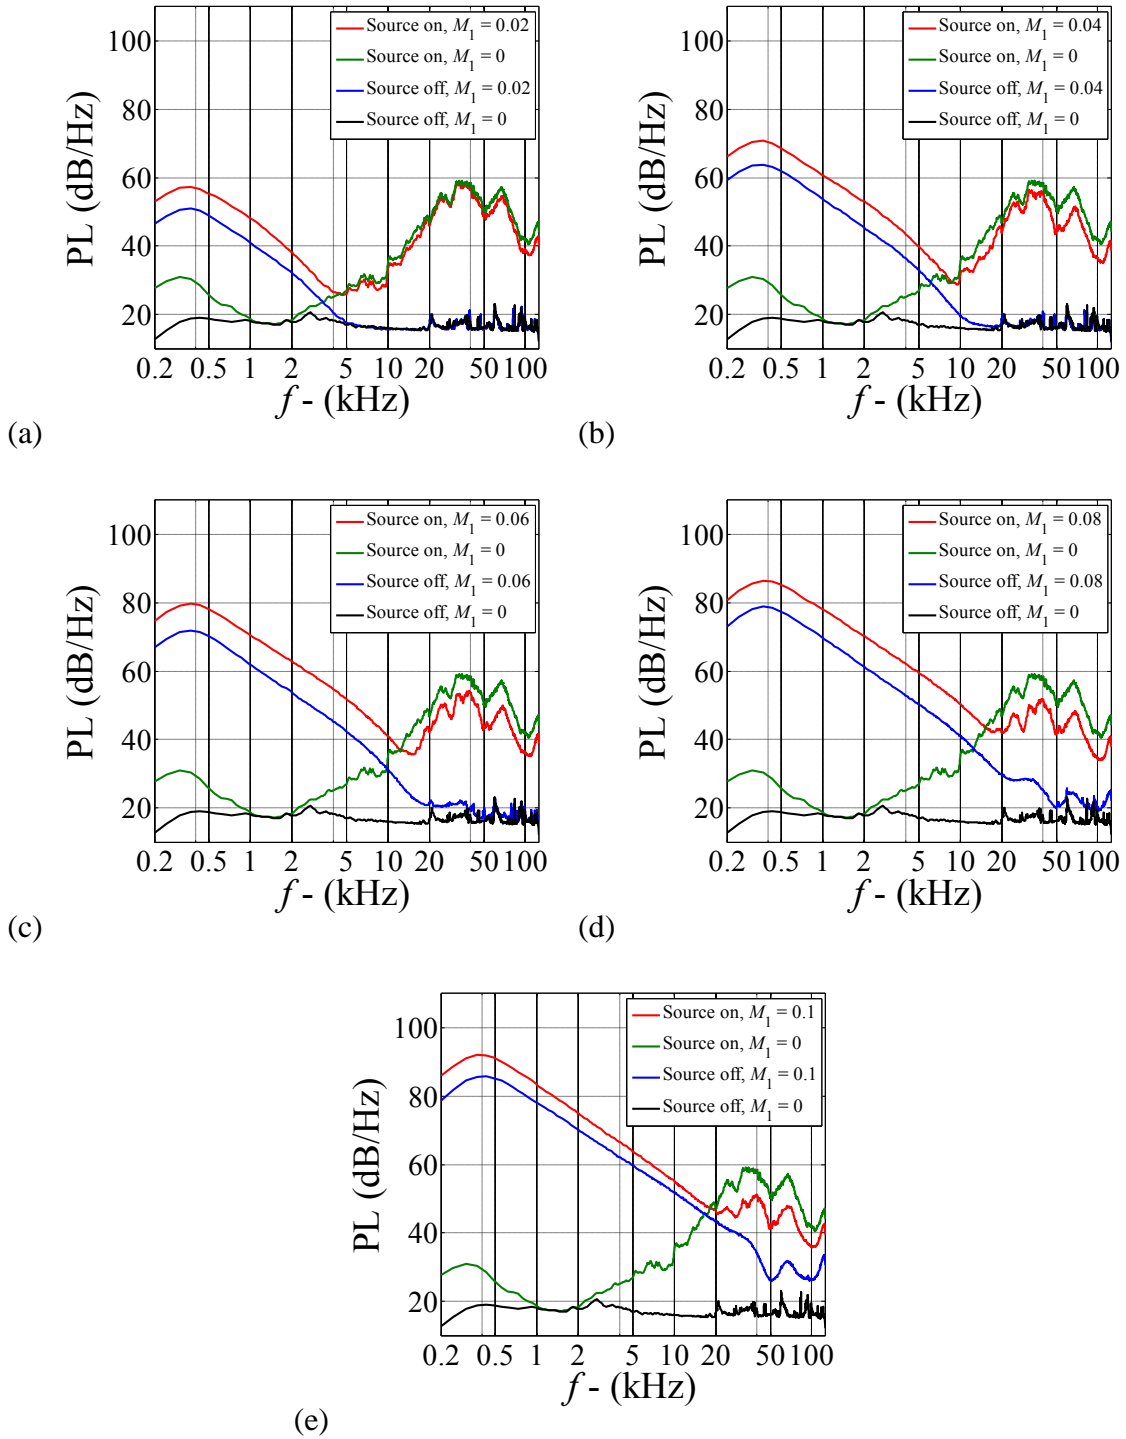 Source on, M1 = 0.02
Source on, M1 = 0
Source off, M1 = 0.02
Source off, M1 = 0
PL (dB/Hz)
100
80
60
40
20
0.2 0.5 1 2 5 10 20 50 100
f - (kHz)
(a)
Source on, M1 = 0.04
Source on, M1 = 0
Source off, M1 = 0.04
Source off, M1 = 0
PL (dB/Hz)
100
80
60
40
20
0.2 0.5 1 2 5 10 20 50 100
f - (kHz)
(b)
Source on, M1 = 0.06
Source on, M1 = 0
Source off, M1 = 0.06
Source off, M1 = 0
PL (dB/Hz)
100
80
60
40
20
0.2 0.5 1 2 5 10 20 50 100
f - (kHz)
(c)
Source on, M1 = 0.08
Source on, M1 = 0
Source off, M1 = 0.08
Source off, M1 = 0
PL (dB/Hz)
100
80
60
40
20
0.2 0.5 1 2 5 10 20 50 100
f - (kHz)
(d)
Source on, M1 = 0.1
Source on, M1 = 0
Source off, M1 = 0.1
Source off, M1 = 0
PL (dB/Hz)
100
80
60
40
20
0.2 0.5 1 2 5 10 20 50 100
f - (kHz)
(e)